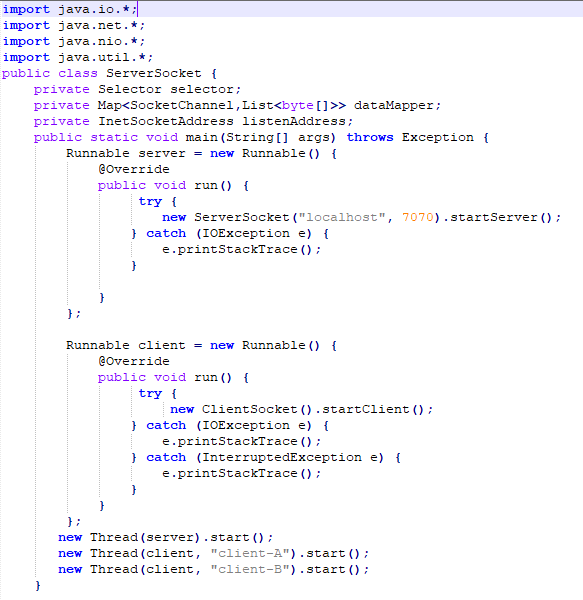 import java.io.*;
import java.net.*;
import java.nio.*;
import java.util.*;
public class ServerSocket {
    private Selector selector;
    private Map<SocketChannel,List<byte[]>> dataMapper;
    private InetSocketAddress listenAddress;
    public static void main(String[] args) throws Exception {
        Runnable server = new Runnable() {
            @Override
            public void run() {
                 try {
                    new ServerSocket("localhost", 7070).startServer();
                } catch (IOException e) {
                    e.printStackTrace();
                }
            }
        };
        Runnable client = new Runnable() {
            @Override
            public void run() {
                 try {
                     new ClientSocket().startClient();
                } catch (IOException e) {
                    e.printStackTrace();
                } catch (InterruptedException e) {
                    e.printStackTrace();
                }
            }
        };
       new Thread(server).start();
       new Thread(client, "client-A").start();
       new Thread(client, "client-B").start();
    }